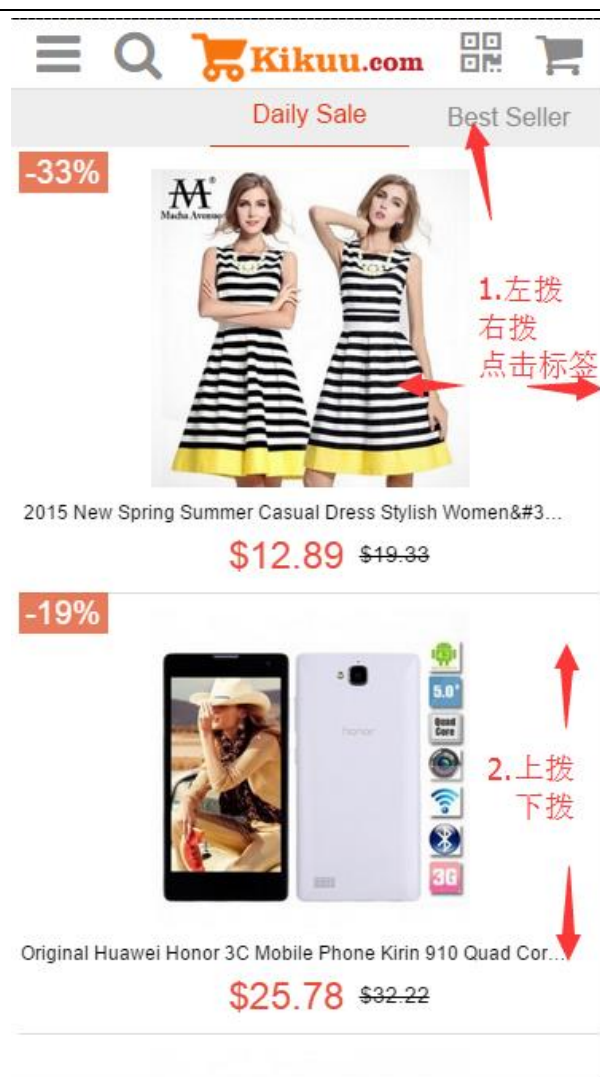 Kikuu.com
Daily Sale
Best Seller
-33%
M®
Macha Avenue
1.左拨
右拨
点击标签
2015 New Spring Summer Casual Dress Stylish Women&#3...
$12.89 $19.33
-19%
5.0"
Quad
Core
honor
2.上拨
下拨
3G
Original Huawei Honor 3C Mobile Phone Kirin 910 Quad Cor...
$25.78 $32.22